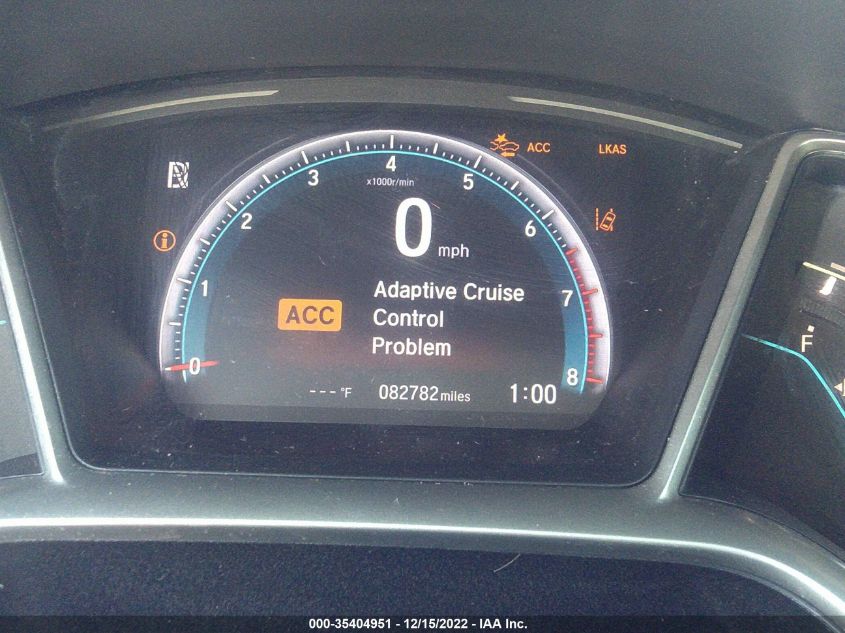 ACC
LKAS
4
3
5
x1000r/min
2
6
0
mph
1
7
ACC
Adaptive Cruise
Control
Problem
0
8
---°F
082782 miles
1:00
F
000-35404951 - 12/15/2022 - IAA Inc.